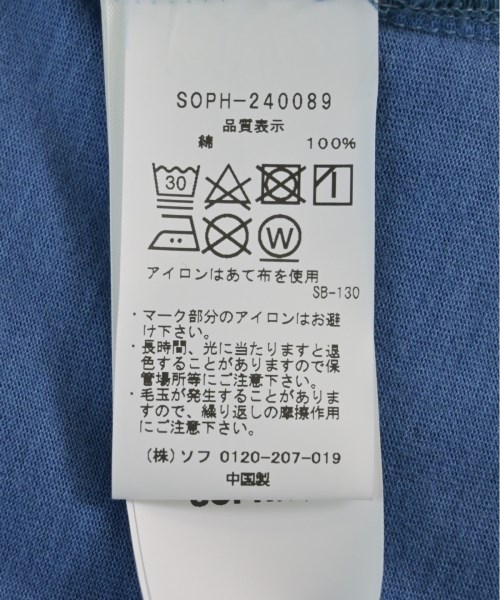 SOPH-240089
品質表示
綿 100%
30
W
アイロンはあて布を使用
SB-130
・マーク部分のアイロンはお避
け下さい。
・長時間、光に当たりますと退
色することがありますので保
管場所等にご注意下さい。
・毛玉が発生することがありま
すので、繰り返しの摩擦作用
にご注意下さい。
(株)ソフ 0120-207-019
中国製